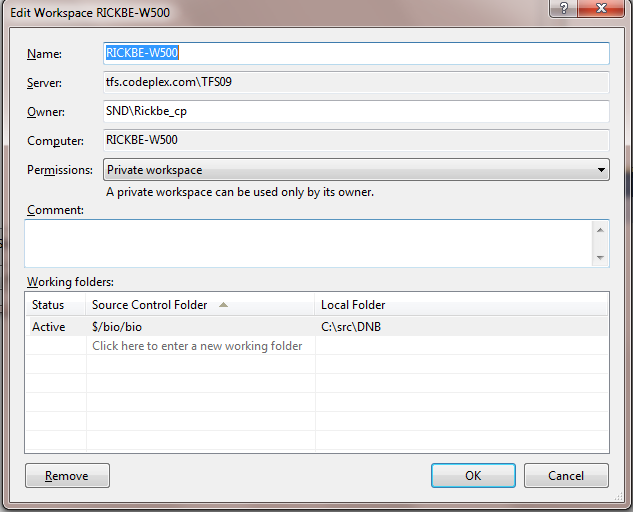 Edit Workspace RICKBE-W500
Name: RICKBE-W500
Server: tfs.codeplex.com\TFS09
Owner: SND\Rickbe_cp
Computer: RICKBE-W500
Permissions: Private workspace
A private workspace can be used only by its owner.
Comment:
Working folders:
Status Source Control Folder Local Folder
Active $/bio/bio C:\src\DNB
Click here to enter a new working folder
Remove OK Cancel